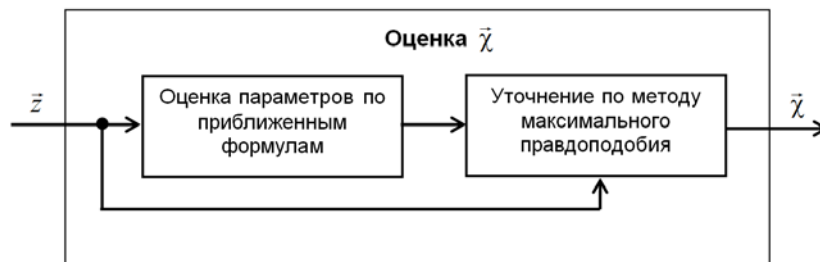 Оценка χ⃗
z⃗
Оценка параметров по
приближенным
формулам
Уточнение по методу
максимального
правдоподобия
χ⃗